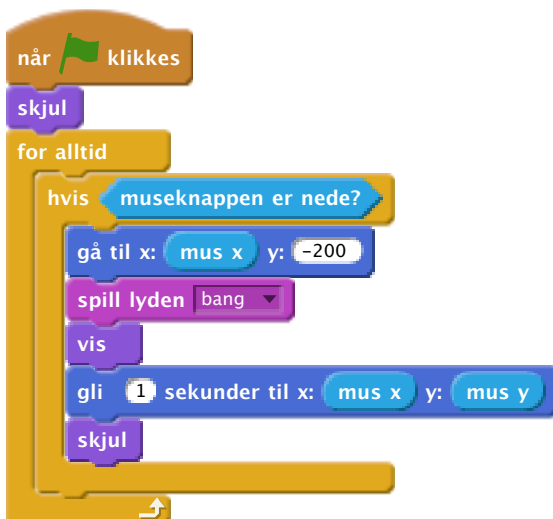 når klikkes
skjul
for alltid
hvis museknappen er nede?
gå til x: mus x y: -200
spill lyden bang
vis
gli 1 sekunder til x: mus x y: mus y
skjul